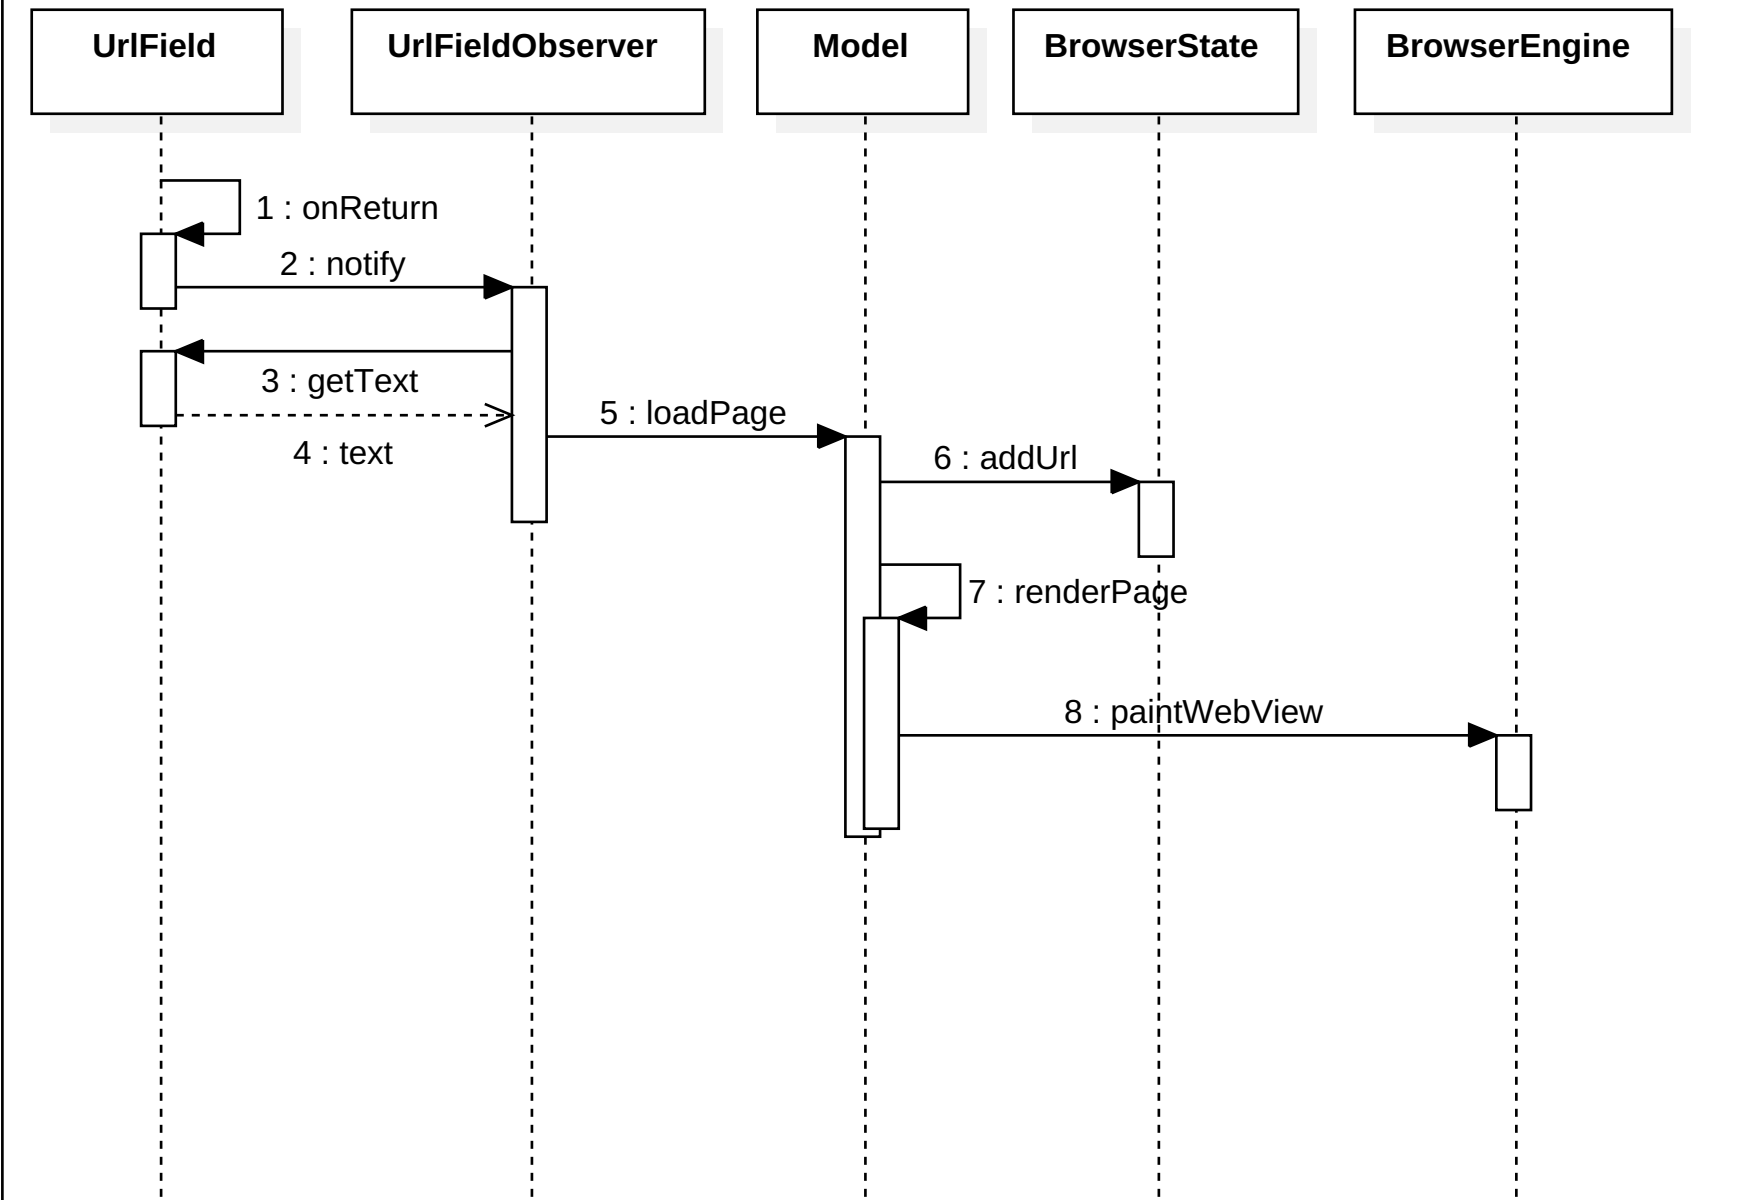 UrlField
UrlFieldObserver
Model
BrowserState
BrowserEngine
1 : onReturn
2 : notify
3 : getText
4 : text
5 : loadPage
6 : addUrl
7 : renderPage
8 : paintWebView